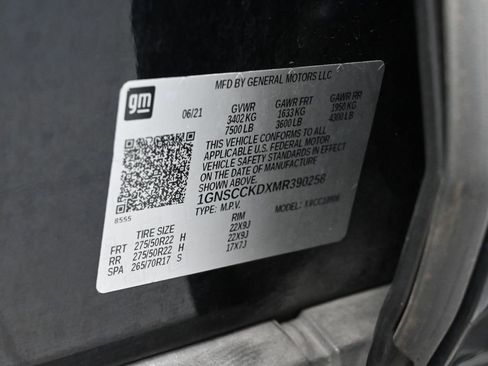 gm
MFD BY GENERAL MOTORS LLC
06/21 GVWR GAWR FRT GAWR RR
3402 KG 1633 KG 1950 KG
7500 LB 3600 LB 4300 LB
THIS VEHICLE CONFORMS TO ALL
APPLICABLE U.S. FEDERAL MOTOR
VEHICLE SAFETY STANDARDS IN EFFECT
ON THE DATE OF MANUFACTURE
SHOWN ABOVE
1GNSCCKDXMR390258
8555
TYPE: M.P.V. MODEL:
TIRE SIZE RIM
FRT 275/50R22 H 22X9J
RR 275/50R22 H 22X9J
SPA 265/70R17 S 17X7J